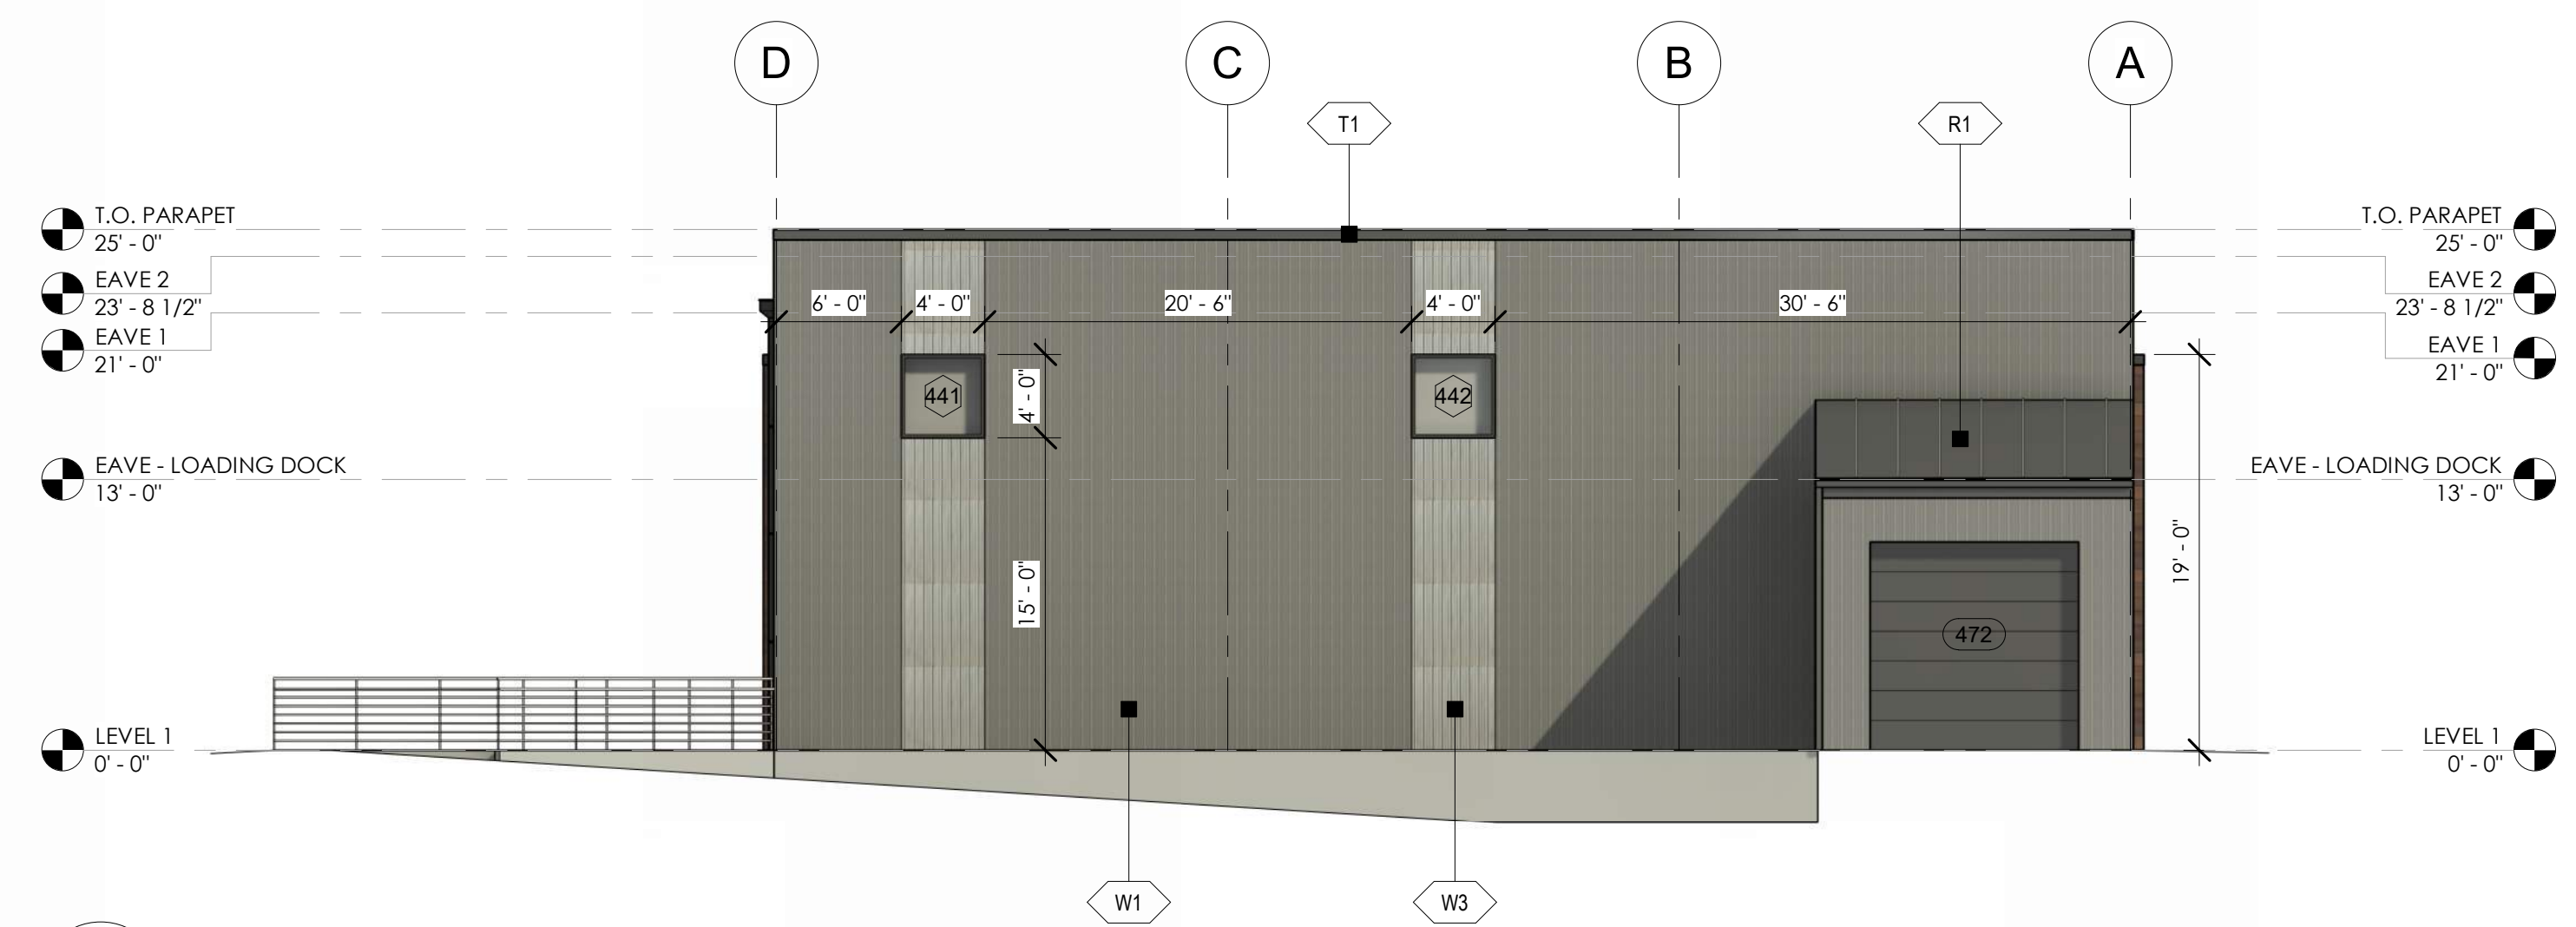 D
C
B
A
T1
R1
T.O. PARAPET
25' - 0"
EAVE 2
23' - 8 1/2"
EAVE 1
21' - 0"
EAVE - LOADING DOCK
13' - 0"
LEVEL 1
0' - 0"
6' - 0"
4' - 0"
20' - 6"
4' - 0"
30' - 6"
441
4' - 0"
442
15' - 0"
472
19' - 0"
T.O. PARAPET
25' - 0"
EAVE 2
23' - 8 1/2"
EAVE 1
21' - 0"
EAVE - LOADING DOCK
13' - 0"
LEVEL 1
0' - 0"
W1
W3